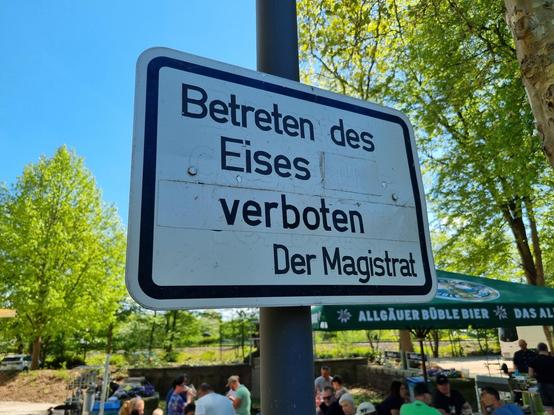 Betreten des
Eises
verboten
Der Magistrat
ALLGÄUER BÜBLE BIER
DAS AL